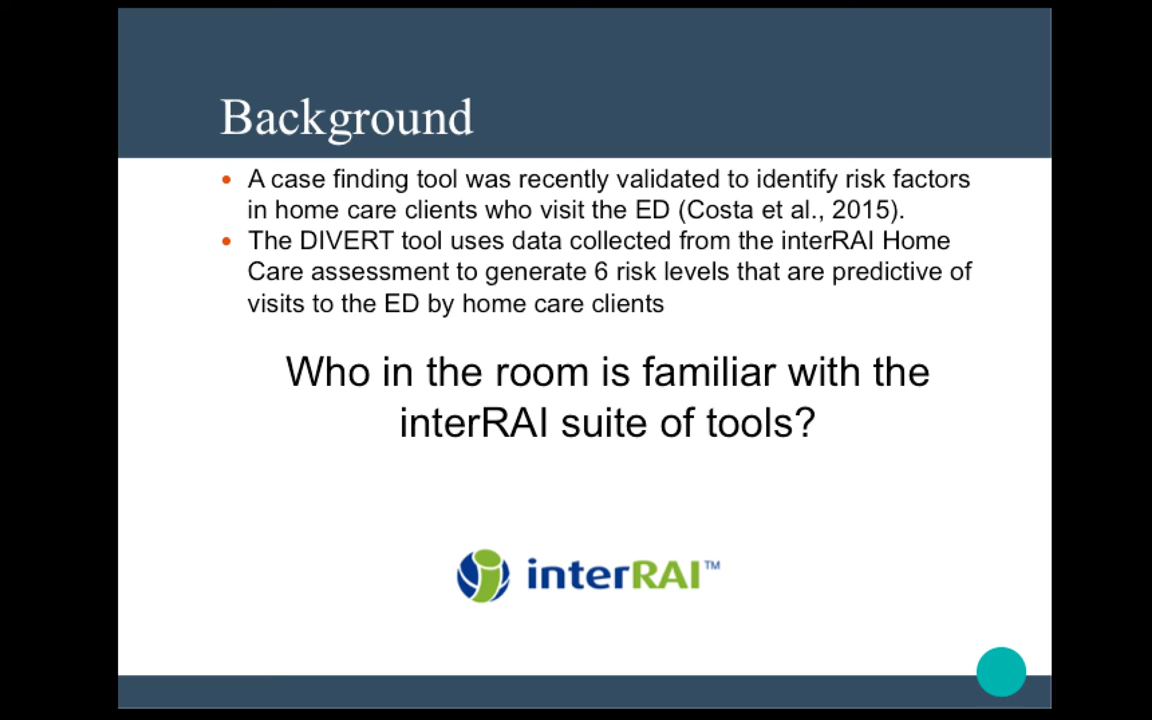 Background
• A case finding tool was recently validated to identify risk factors
in home care clients who visit the ED (Costa et al., 2015).
• The DIVERT tool uses data collected from the interRAI Home
Care assessment to generate 6 risk levels that are predictive of
visits to the ED by home care clients
Who in the room is familiar with the
interRAI suite of tools?
interRAI™